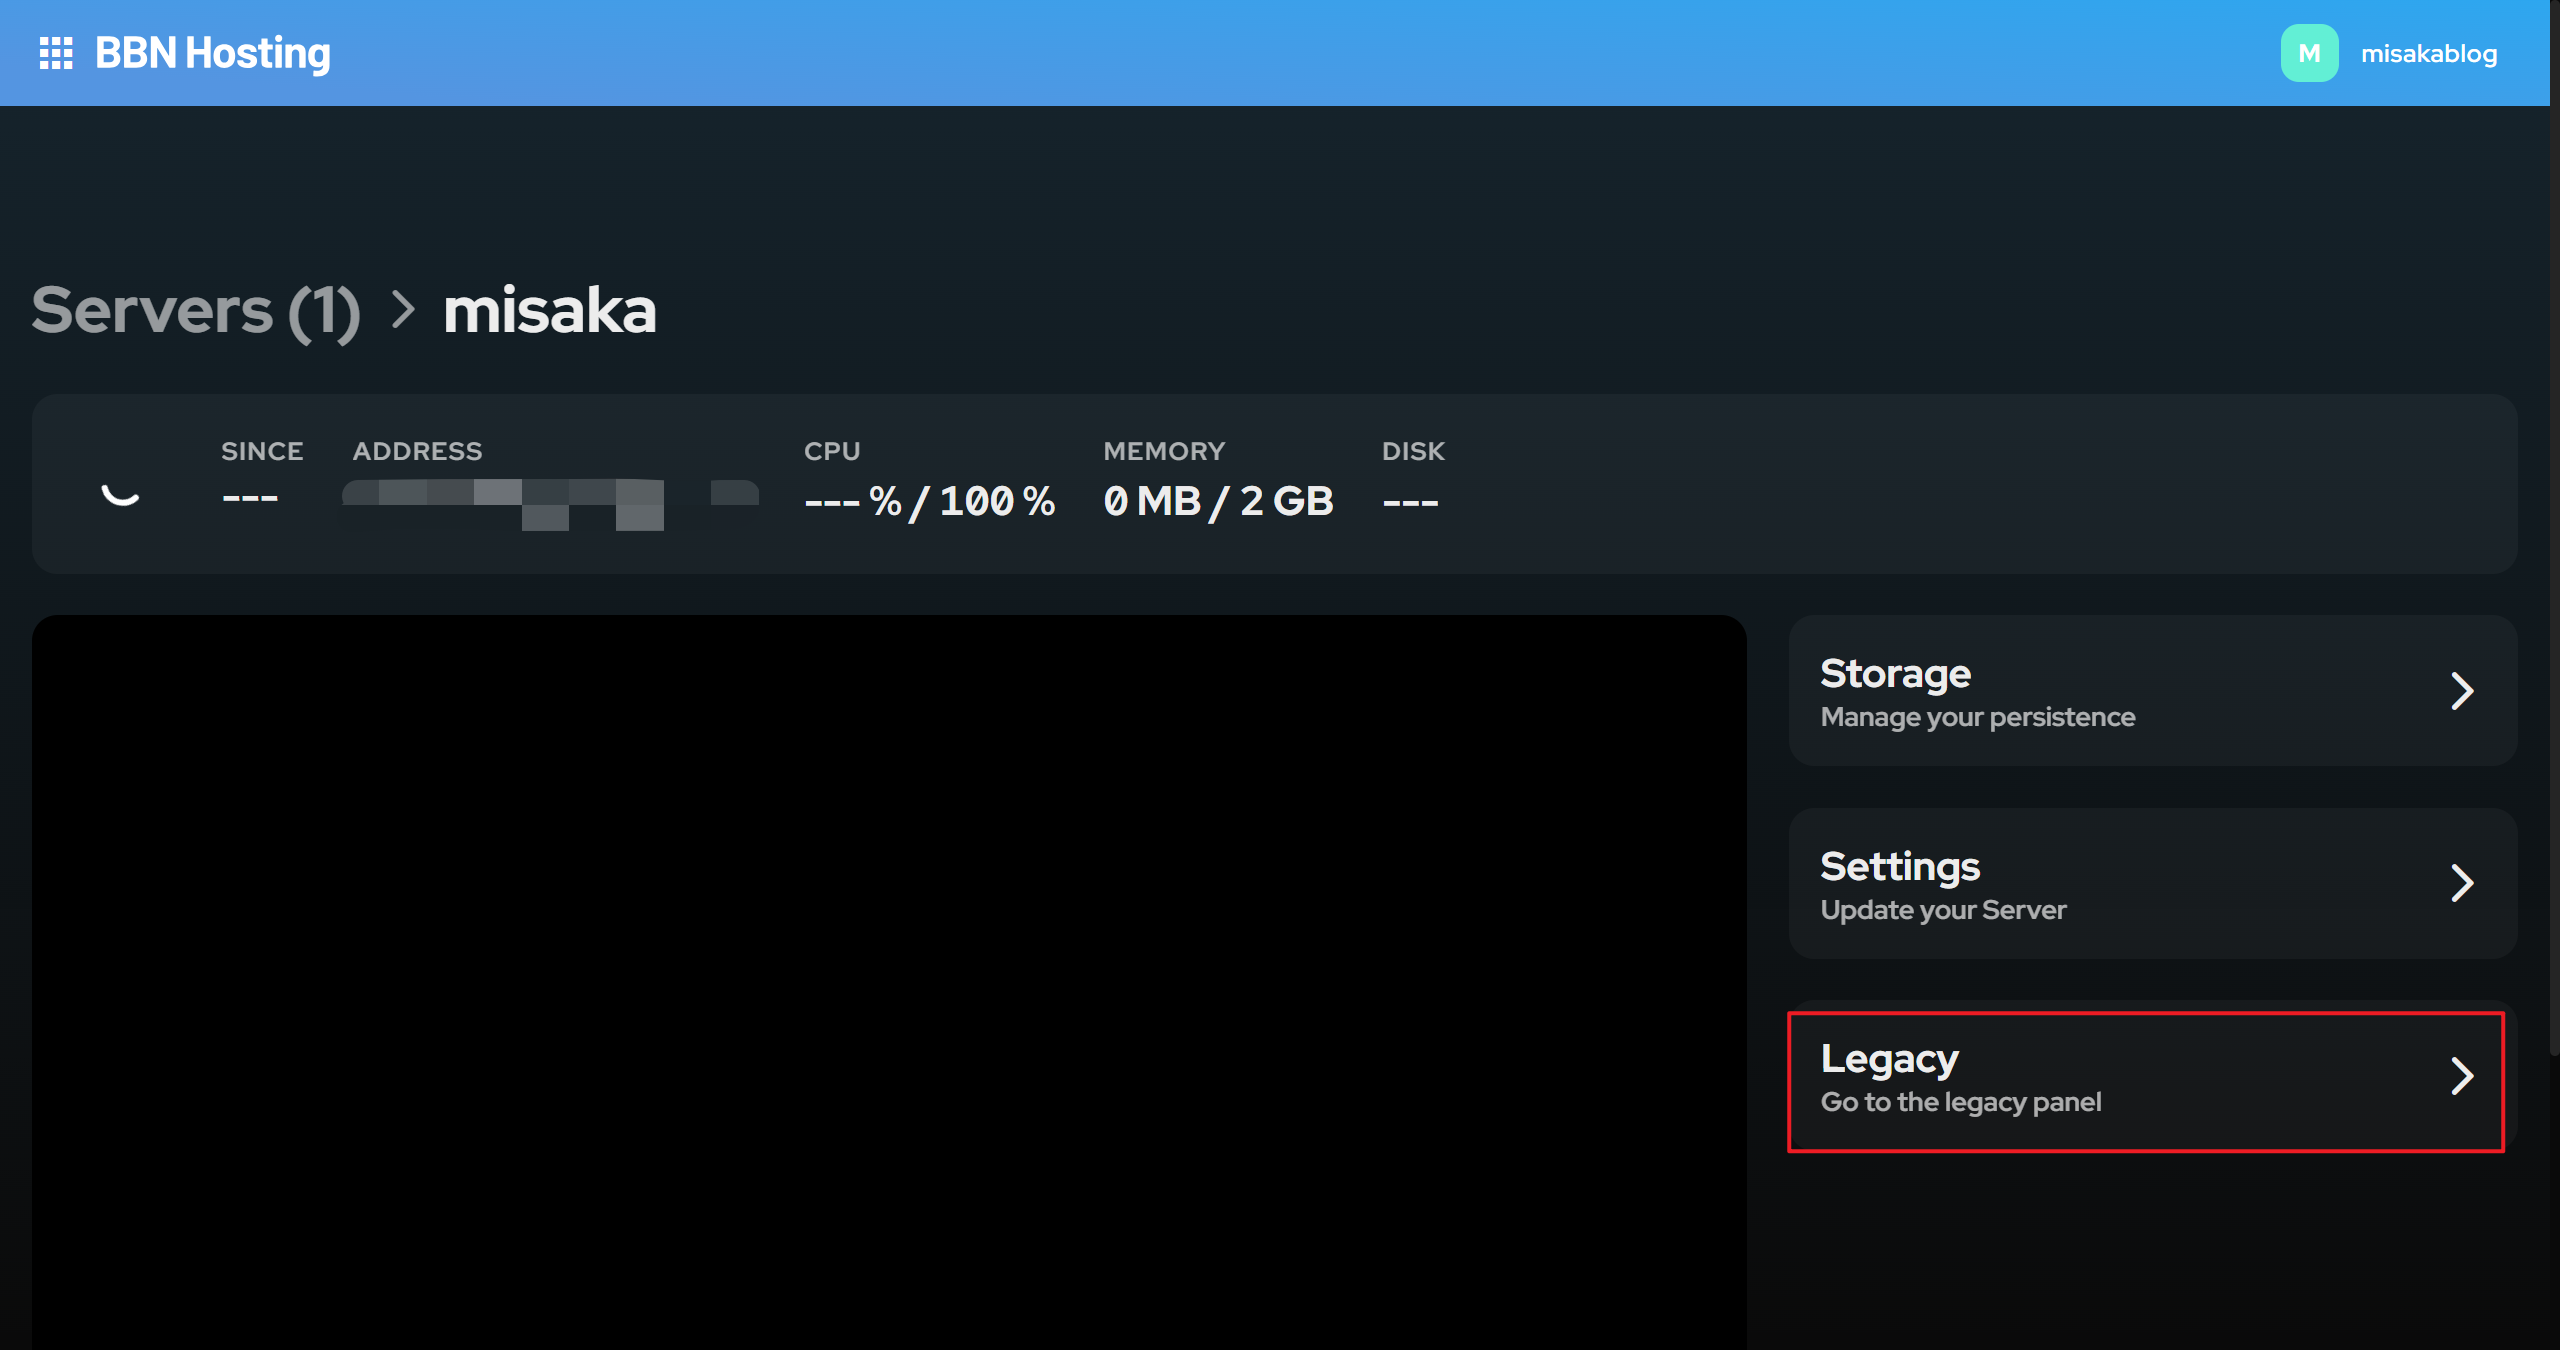 BBN Hosting
M
misakablog
Servers (1) > misaka
SINCE
---
ADDRESS
CPU
--- % / 100 %
MEMORY
0 MB / 2 GB
DISK
---
Storage
Manage your persistence
Settings
Update your Server
Legacy
Go to the legacy panel